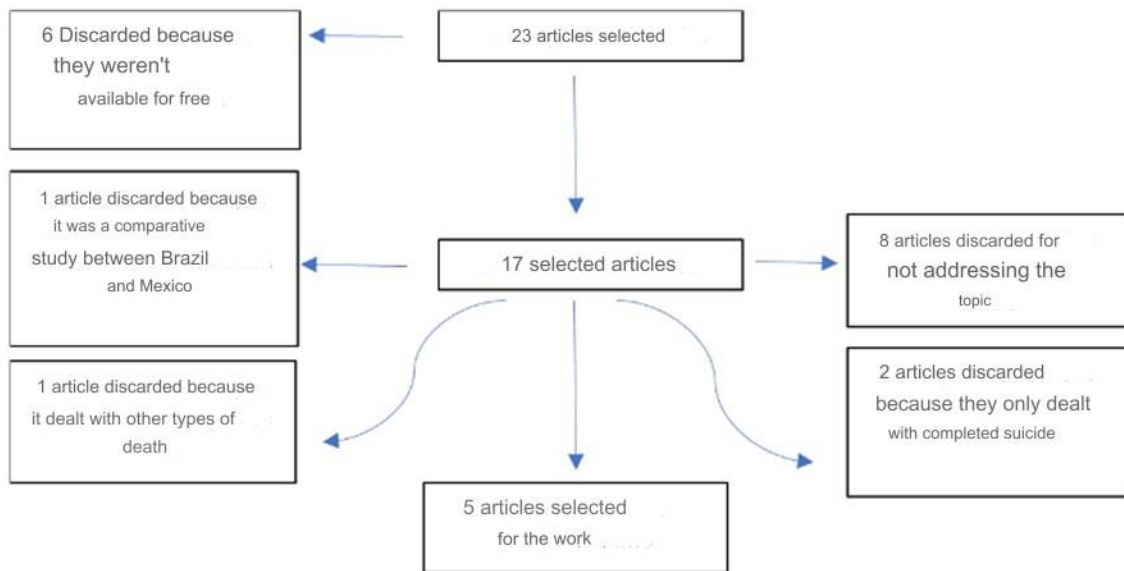 6 Discarded because
they weren't
available for free
23 articles selected
1 article discarded because
it was a comparative
study between Brazil
and Mexico
17 selected articles
8 articles discarded for
not addressing the
topic
1 article discarded because
it dealt with other types of
death
2 articles discarded
because they only dealt
with completed suicide
5 articles selected
for the work